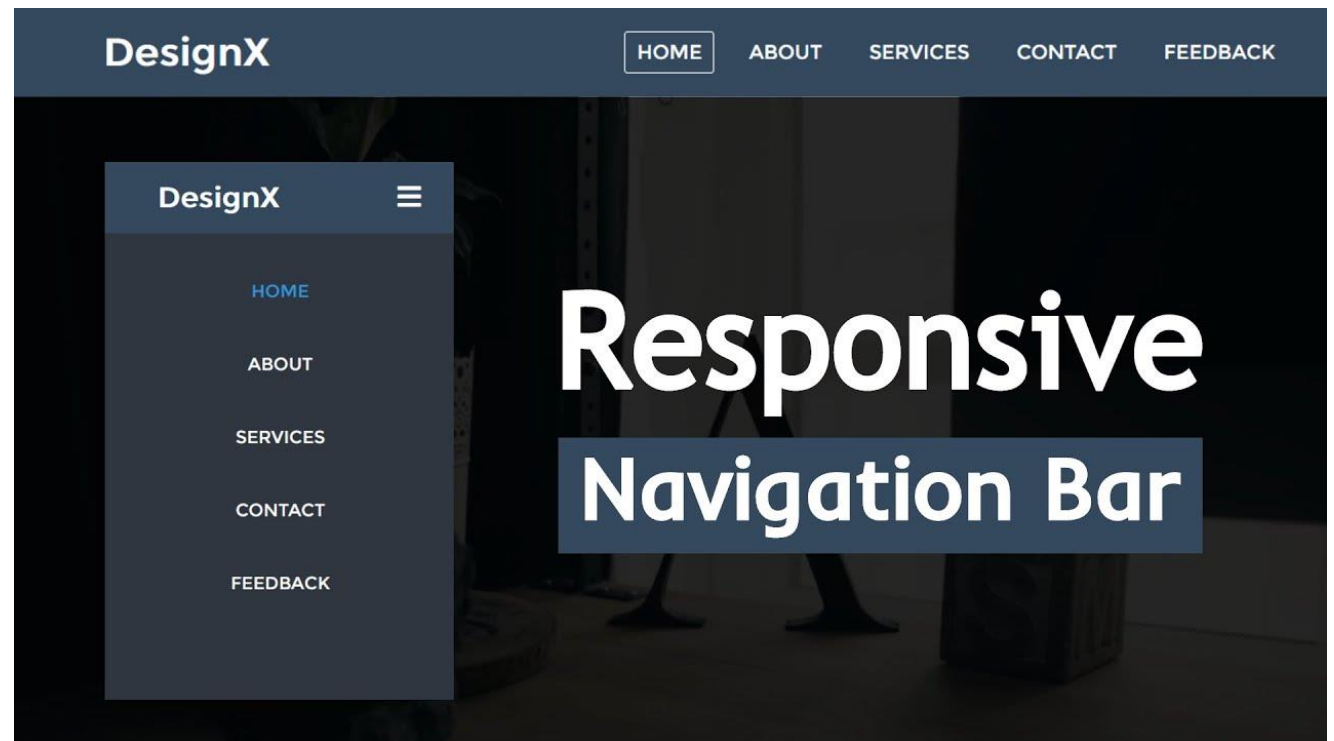 DesignX
HOME ABOUT SERVICES CONTACT FEEDBACK
DesignX
HOME
ABOUT
SERVICES
CONTACT
FEEDBACK
Responsive
Navigation Bar